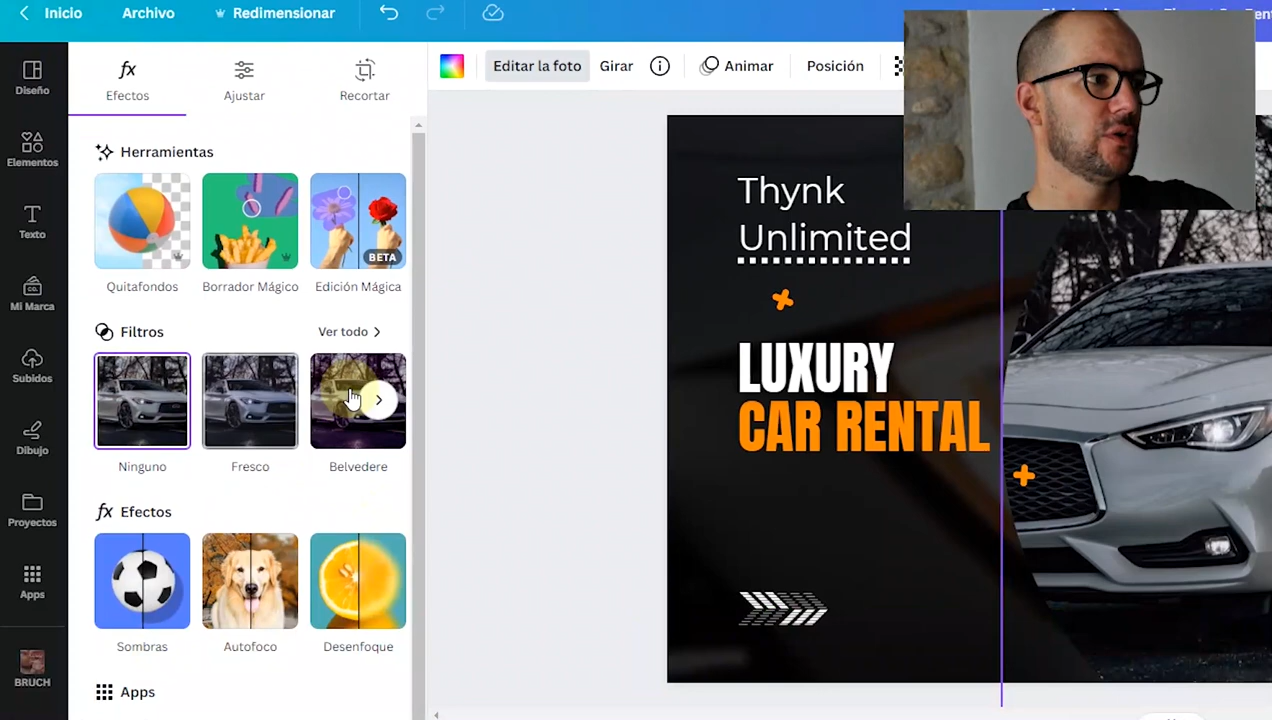 Inicio
Archivo
Redimensionar
Diseño
Elementos
Texto
Mi Marca
Subidos
Dibujo
Proyectos
Apps
BRUCH
fx
Efectos
Ajustar
Recortar
Herramientas
Quitafondos
Borrador Mágico
BETA
Edición Mágica
Filtros
Ver todo
Ninguno
Fresco
Belvedere
fx Efectos
Sombras
Autofoco
Desenfoque
Apps
Editar la foto
Girar
Animar
Posición
Thynk
Unlimited
LUXURY
CAR RENTAL